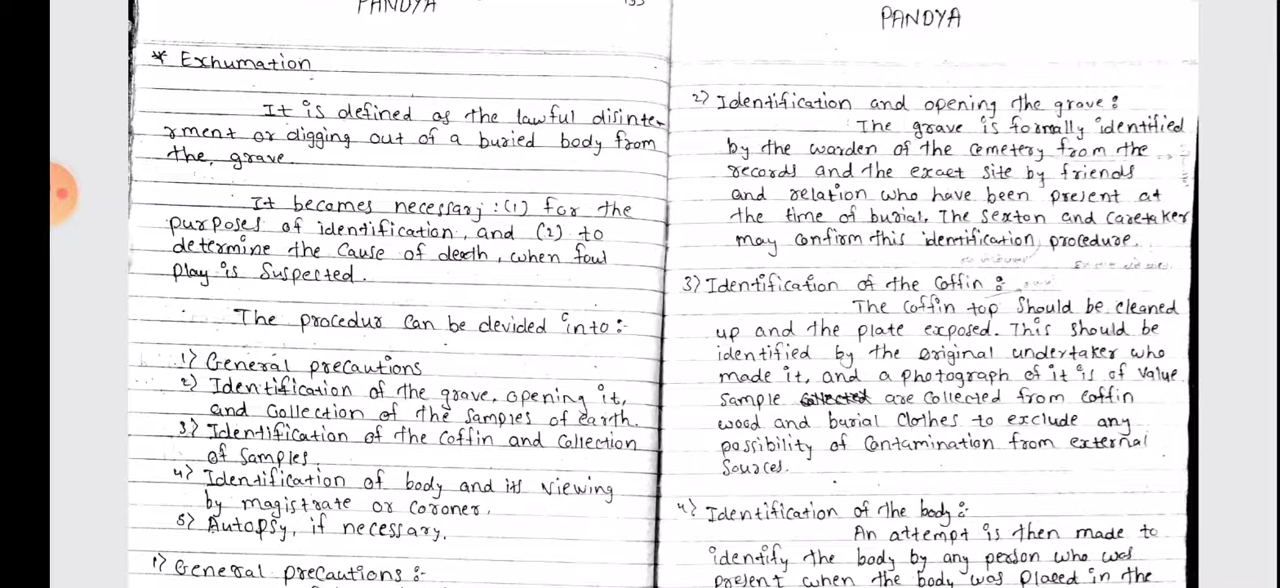 PANDYA
* Exhumation
It is defined as the lawful disinte-
rment or digging out of a buried body from
the, grave
It becomes necessary : (1) for the
purposes of identification, and (2) to
determine the Cause of death, when foul
play is Suspected.
The procedur Can be devided into :-
1) General precautions
2) Identification of the grave, opening it,
and Collection of the Samples of earth.
3) Identification of the Coffin and Collection
of Samples
4) Identification of body and its viewing
by magistrate or coroner.
5) Autopsy, if necessary.
1) General precautions :-
PANDYA
2) Identification and opening the grave :
The grave is formally identified
by the warden of the cemetery from the
records and the exact site by friends
and relation who have been present at
the time of burial. The Sexton and Caretaker
may confirm this identification procedure.
3) Identification of the Coffin :
The Coffin top Should be cleaned
up and the plate exposed. This should be
identified by the original undertaker who
made it, and a photograph of it is of value
Sample collected are collected from coffin
wood and burial clothes to exclude any
possibility of Contamination from external
Sources.
4) Identification of the body :-
An attempt is then made to
identify the body by any person who was
present when the body was placed in the